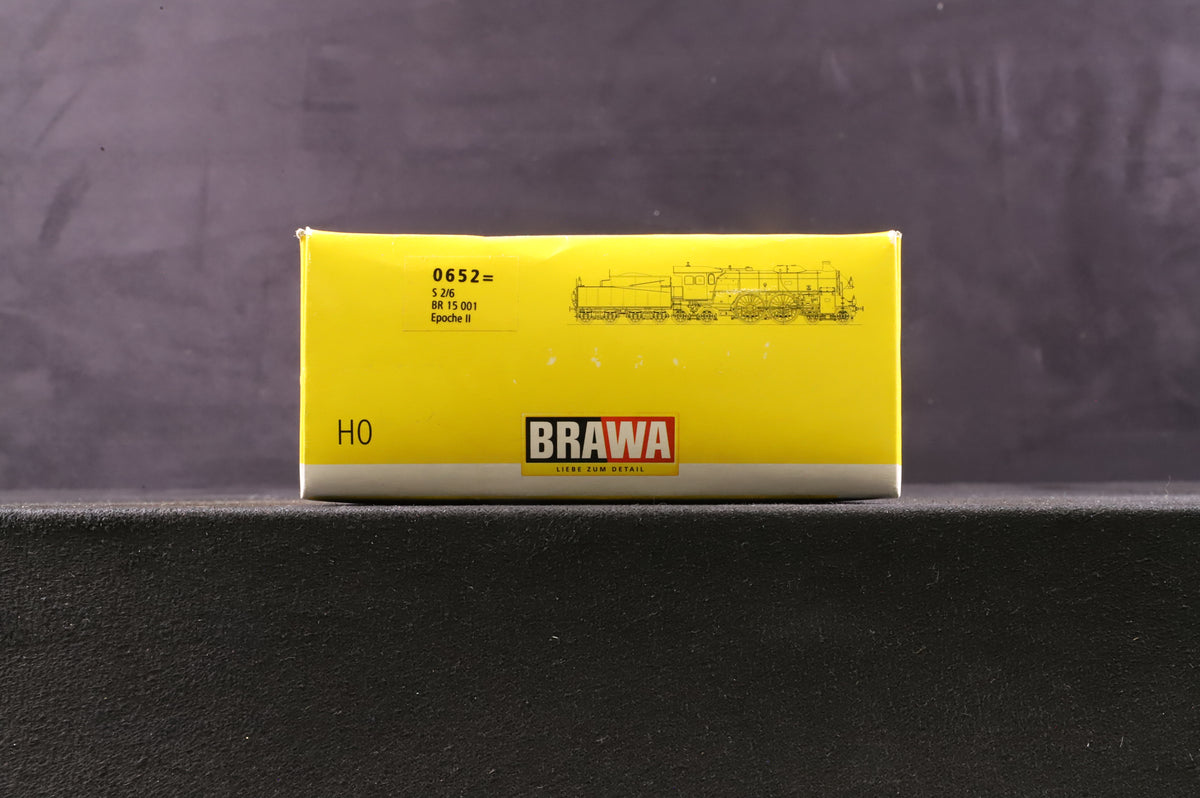 0652=
S 2/6
BR 15 001
Epoche II
H0
BRAWA
LIEBE ZUM DETAIL